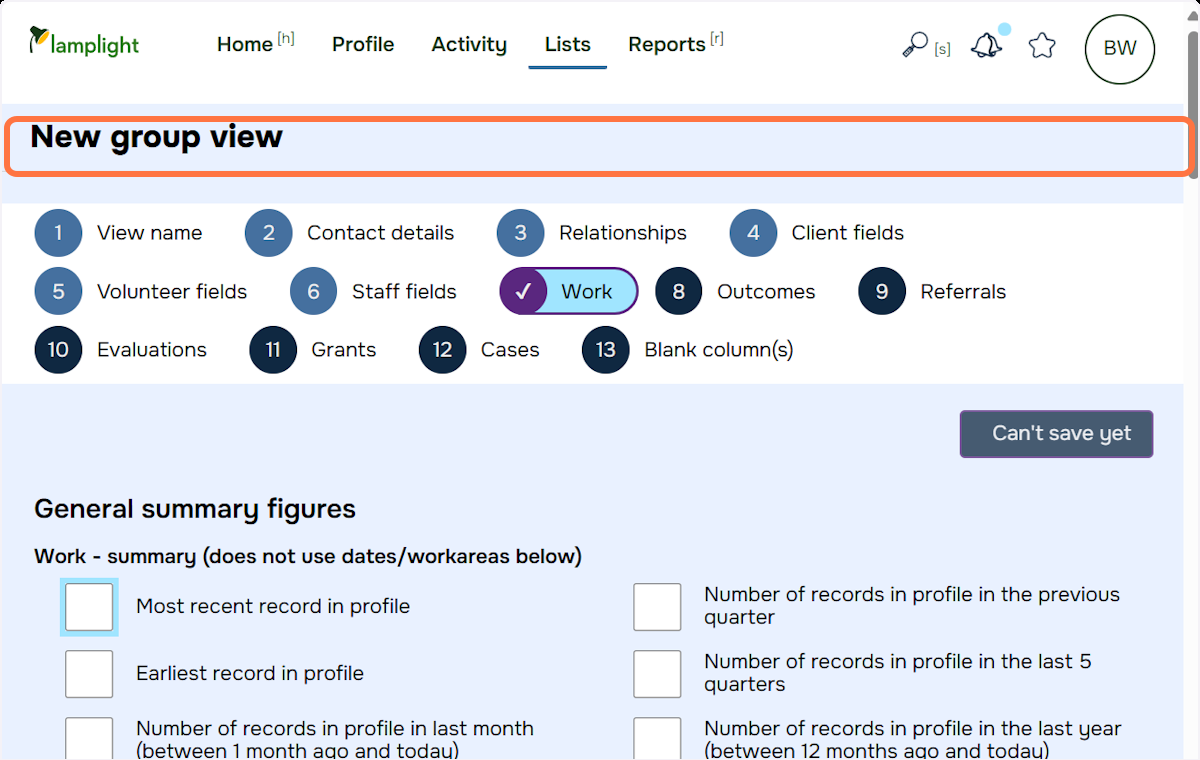 lamplight
Home [h] Profile Activity Lists Reports [r] [s] BW
New group view
1 View name 2 Contact details 3 Relationships 4 Client fields
5 Volunteer fields 6 Staff fields ✓ Work 8 Outcomes 9 Referrals
10 Evaluations 11 Grants 12 Cases 13 Blank column(s)
Can't save yet
General summary figures
Work - summary (does not use dates/workareas below)
Most recent record in profile
Number of records in profile in the previous
quarter
Earliest record in profile
Number of records in profile in the last 5
quarters
Number of records in profile in last month
(between 1 month ago and today)
Number of records in profile in the last year
(between 12 months ago and today)